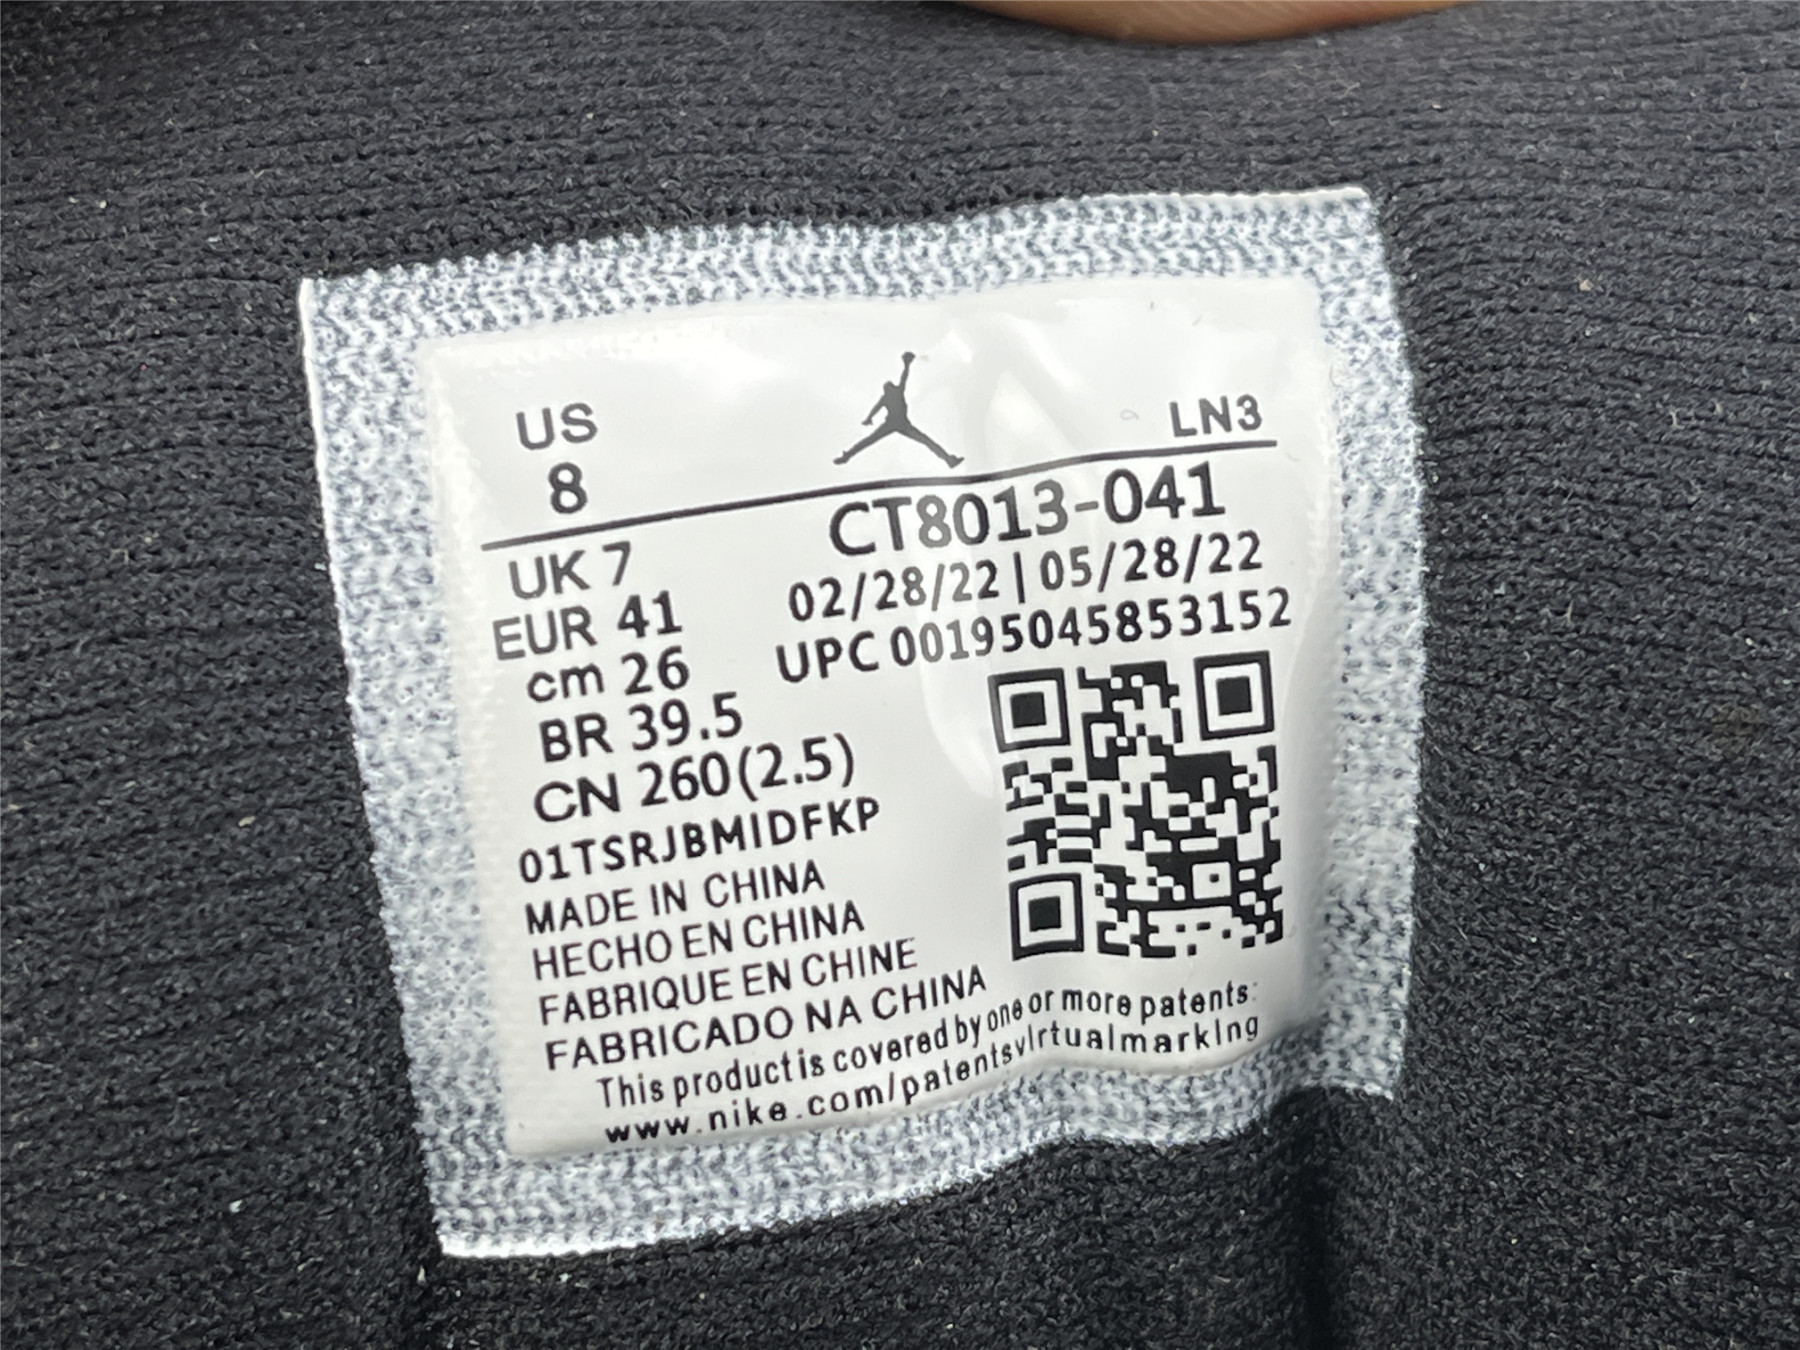 US
8
LN3
UK 7
EUR 41
cm 26
BR 39.5
CN 260(2.5)
CT8013-041
02/28/22 | 05/28/22
UPC 00195045853152
01TSRJBMIDFKP
MADE IN CHINA
HECHO EN CHINA
FABRIQUE EN CHINE
FABRICADO NA CHINA
This product is covered by one or more patents:
www.nike.com/patentsvirtualmarkIng